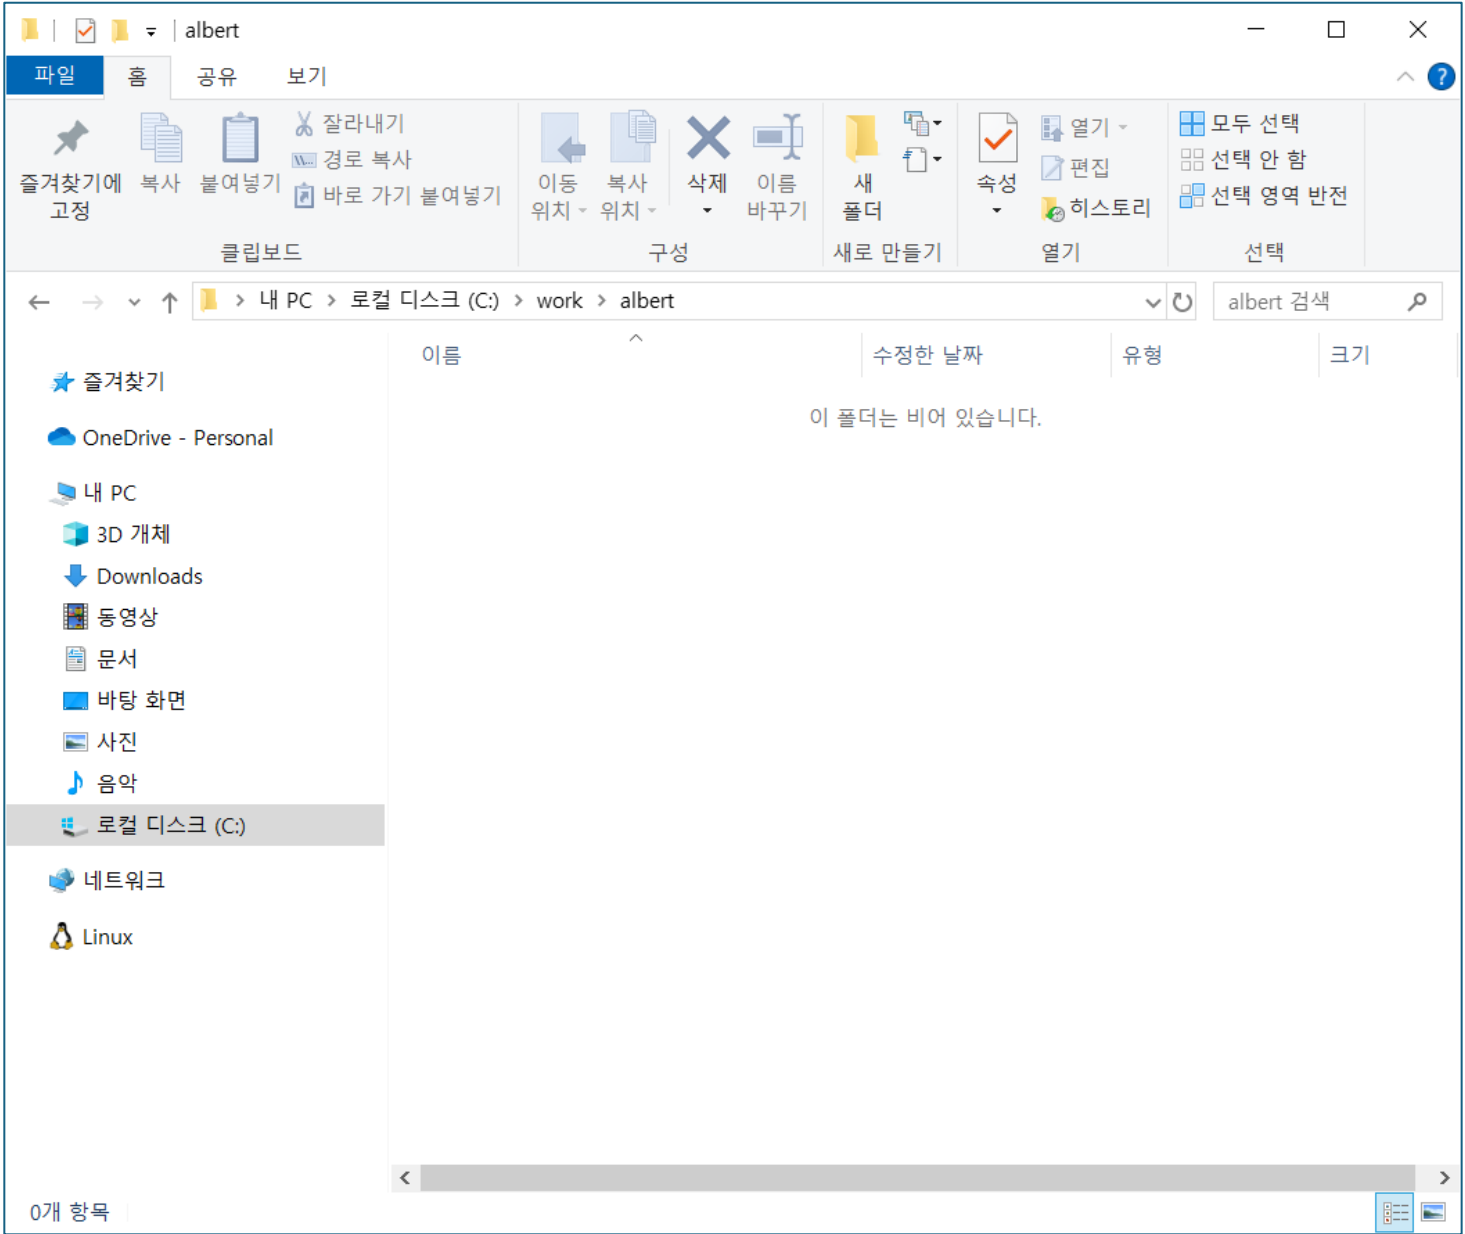 albert
파일 홈 공유 보기
즐겨찾기에 고정
복사
붙여넣기
잘라내기
경로 복사
바로 가기 붙여넣기
클립보드
이동 위치
복사 위치
삭제
이름 바꾸기
구성
새 폴더
새로 만들기
속성
열기
편집
히스토리
열기
모두 선택
선택 안 함
선택 영역 반전
선택
내 PC > 로컬 디스크 (C:) > work > albert
albert 검색
이름 수정한 날짜 유형 크기
이 폴더는 비어 있습니다.
즐겨찾기
OneDrive - Personal
내 PC
3D 개체
Downloads
동영상
문서
바탕 화면
사진
음악
로컬 디스크 (C:)
네트워크
Linux
0개 항목